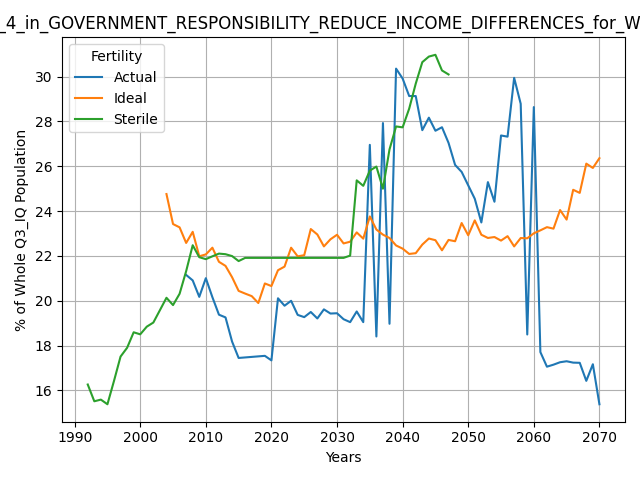 _4_in_GOVERNMENT_RESPONSIBILITY_REDUCE_INCOME_DIFFERENCES_for_W
Fertility
Actual
Ideal
Sterile
% of Whole Q3_IQ Population
30
28
26
24
22
20
18
16
1990 2000 2010 2020 2030 2040 2050 2060 2070
Years